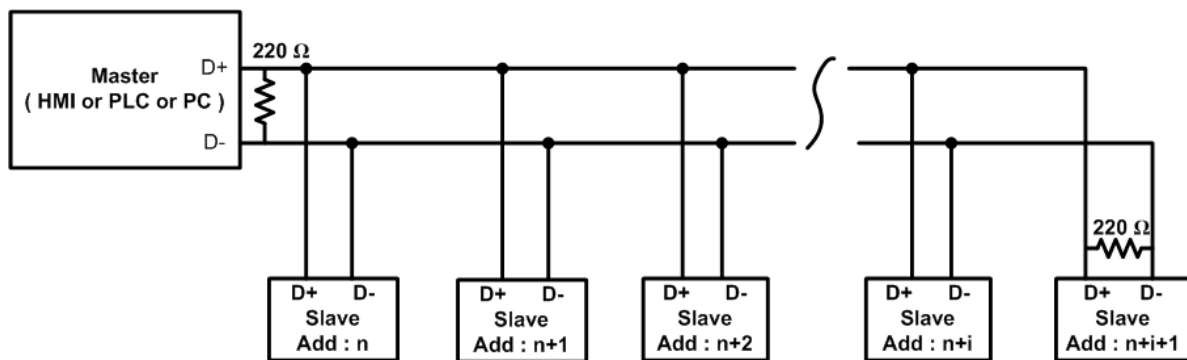 Master
( HMI or PLC or PC )
D+
D-
220 Ω
220 Ω
D+ D-
Slave
Add : n
D+ D-
Slave
Add : n+1
D+ D-
Slave
Add : n+2
D+ D-
Slave
Add : n+i
D+ D-
Slave
Add : n+i+1